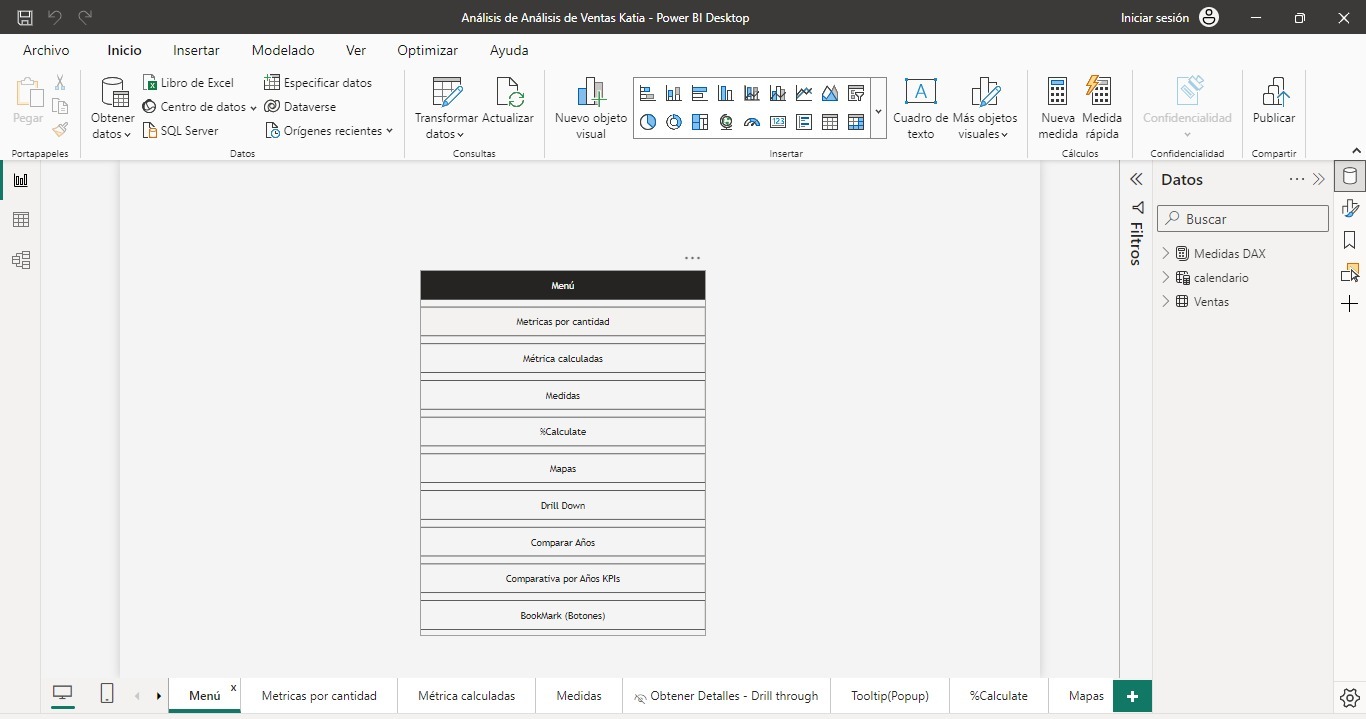 Análisis de Análisis de Ventas Katia - Power BI Desktop
Iniciar sesión
Archivo Inicio Insertar Modelado Ver Optimizar Ayuda
Pegar
Portapapeles
Obtener datos
Libro de Excel
Centro de datos
SQL Server
Especificar datos
Dataverse
Orígenes recientes
Datos
Transformar datos
Actualizar
Consultas
Nuevo objeto visual
A
123
Cuadro de texto
Más objetos visuales
Insertar
Nueva medida
Medida rápida
Cálculos
Confidencialidad
Confidencialidad
Publicar
Compartir
Filtros
Datos
Buscar
Medidas DAX
calendario
Ventas
Menú
Metricas por cantidad
Métrica calculadas
Medidas
%Calculate
Mapas
Drill Down
Comparar Años
Comparativa por Años KPIs
BookMark (Botones)
Menú x Metricas por cantidad Métrica calculadas Medidas Obtener Detalles - Drill through Tooltip(Popup) %Calculate Mapas +